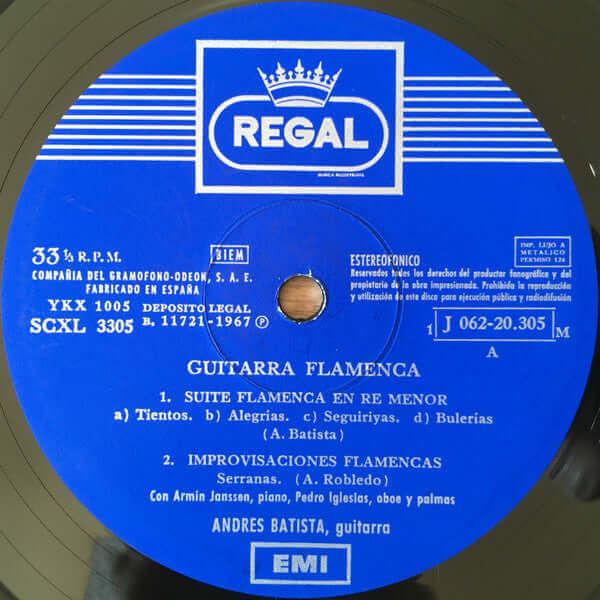 REGAL
MARCA REGISTRADA
33 ⅓ R. P. M.
BIEM
COMPAÑIA DEL GRAMOFONO-ODEON, S. A. E.
FABRICADO EN ESPAÑA
YKX 1005 DEPOSITO LEGAL
SCXL 3305 B. 11721-1967 Ⓟ
ESTEREOFONICO
Reservados todos los derechos del productor fonográfico y del
propietario de la obra impresionada. Prohibida la reproducción
y utilización de este disco para ejecución pública y radiodifusión
IMP. LUJO A
METALICO
PERMISO 124
1 J 062-20.305 M
A
GUITARRA FLAMENCA
1. SUITE FLAMENCA EN RE MENOR
a) Tientos. b) Alegrías. c) Seguiriyas. d) Bulerías
(A. Batista)
2. IMPROVISACIONES FLAMENCAS
Serranas. (A. Robledo)
Con Armin Janssen, piano, Pedro Iglesias, oboe y palmas
ANDRES BATISTA, guitarra
EMI